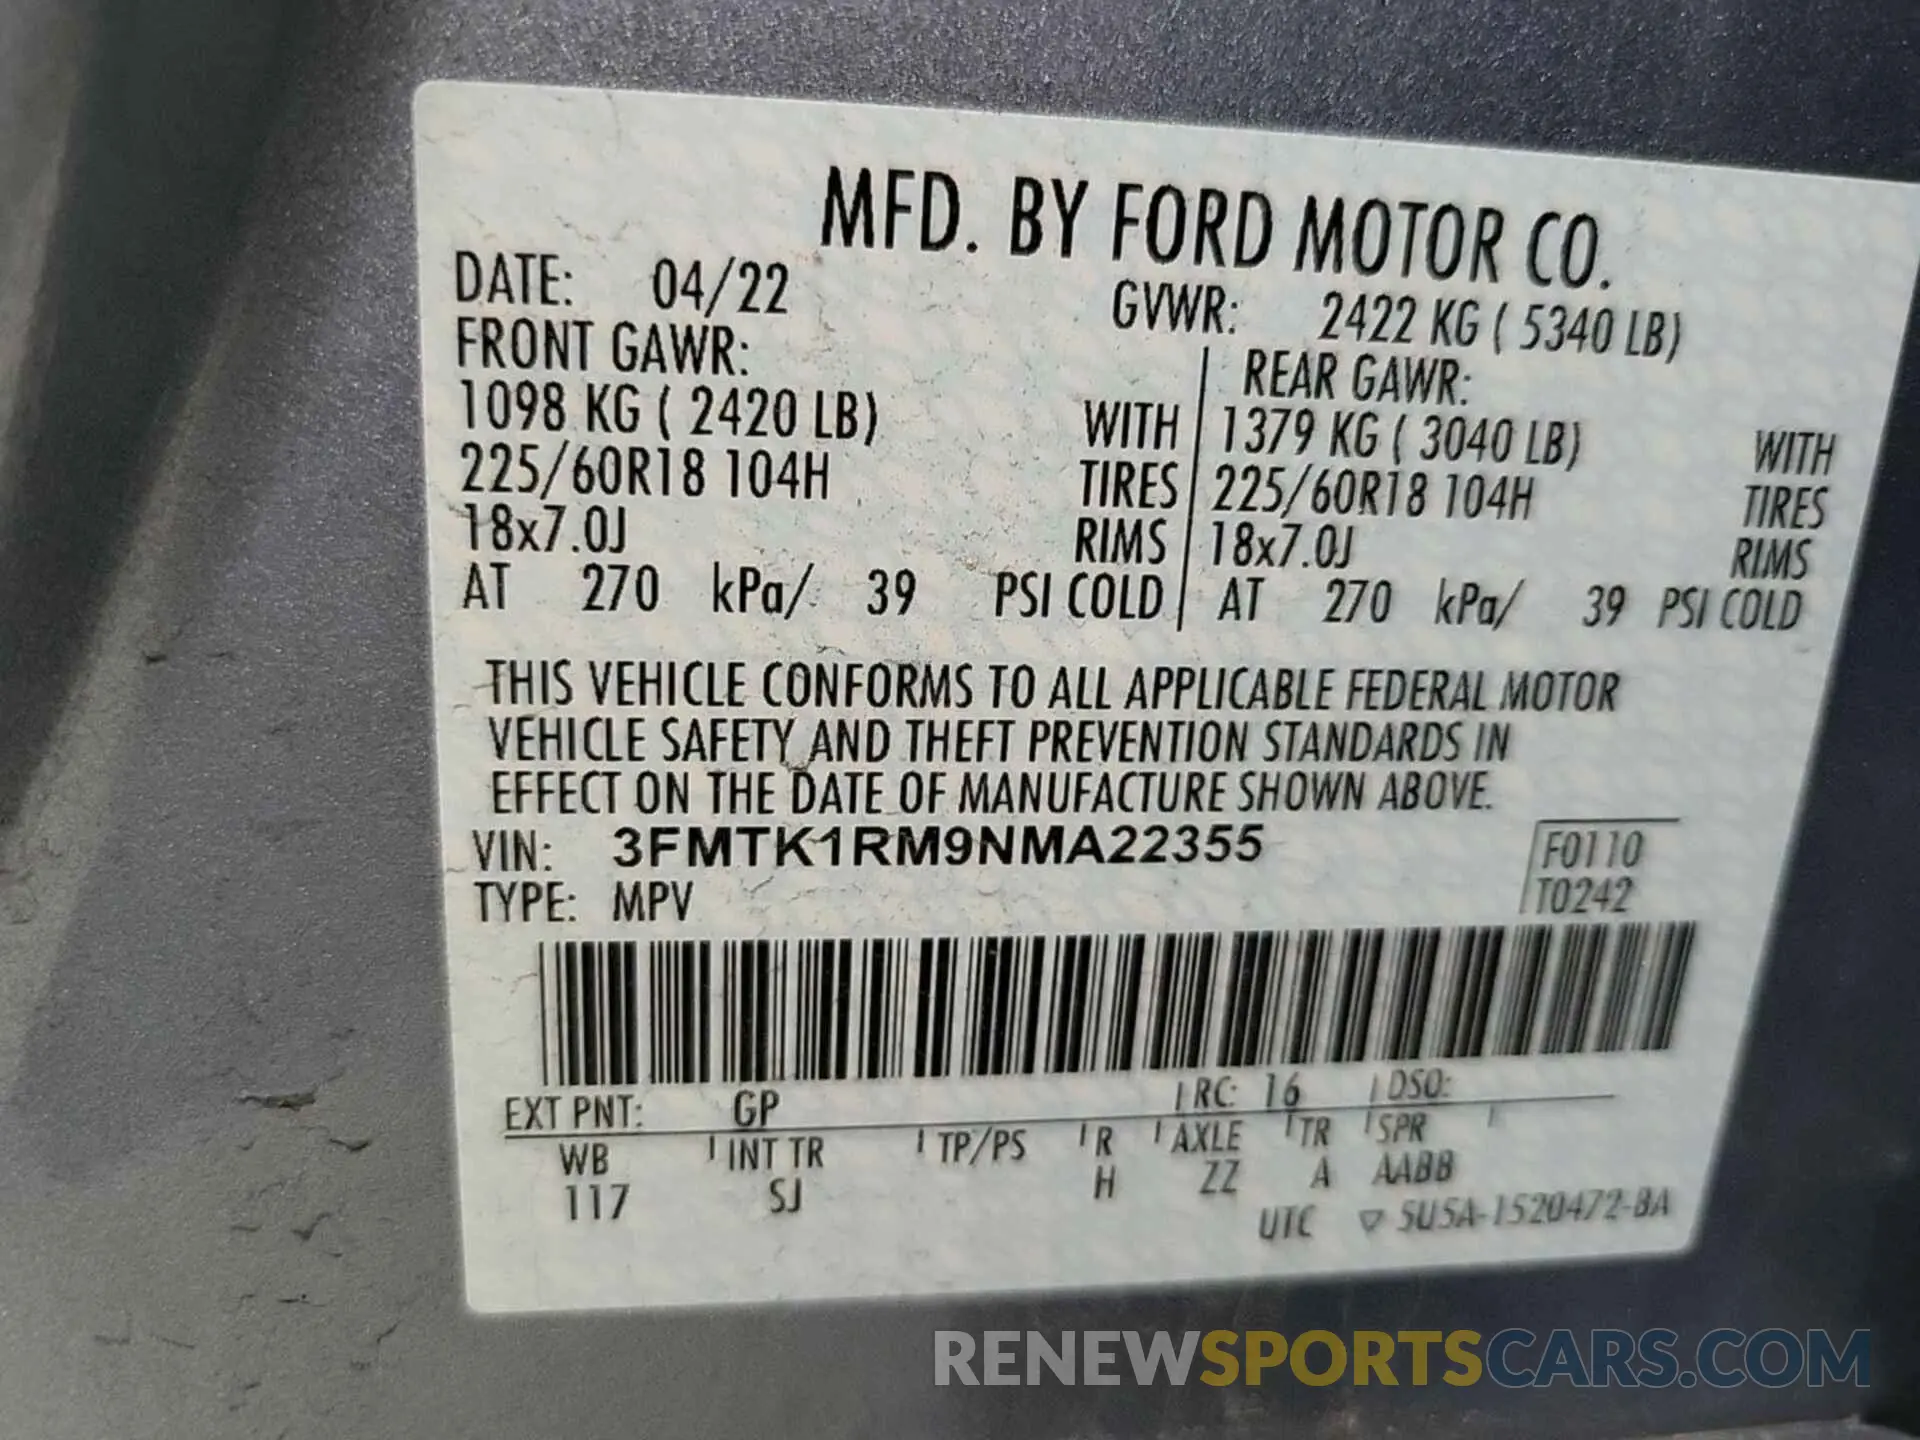 MFD. BY FORD MOTOR CO.
DATE: 04/22 GVWR: 2422 KG ( 5340 LB)
FRONT GAWR: REAR GAWR:
1098 KG ( 2420 LB) WITH 1379 KG ( 3040 LB) WITH
225/60R18 104H TIRES 225/60R18 104H TIRES
18x7.0J RIMS 18x7.0J RIMS
AT 270 kPa/ 39 PSI COLD AT 270 kPa/ 39 PSI COLD
THIS VEHICLE CONFORMS TO ALL APPLICABLE FEDERAL MOTOR
VEHICLE SAFETY AND THEFT PREVENTION STANDARDS IN
EFFECT ON THE DATE OF MANUFACTURE SHOWN ABOVE.
VIN: 3FMTK1RM9NMA22355 F0110
TYPE: MPV T0242
EXT PNT: GP RC: 16 DSO:
WB INT TR TP/PS R AXLE TR SPR
117 SJ H ZZ A AABB
UTC ▽ 5U5A-1520472-BA
RENEWSPORTSCARS.COM